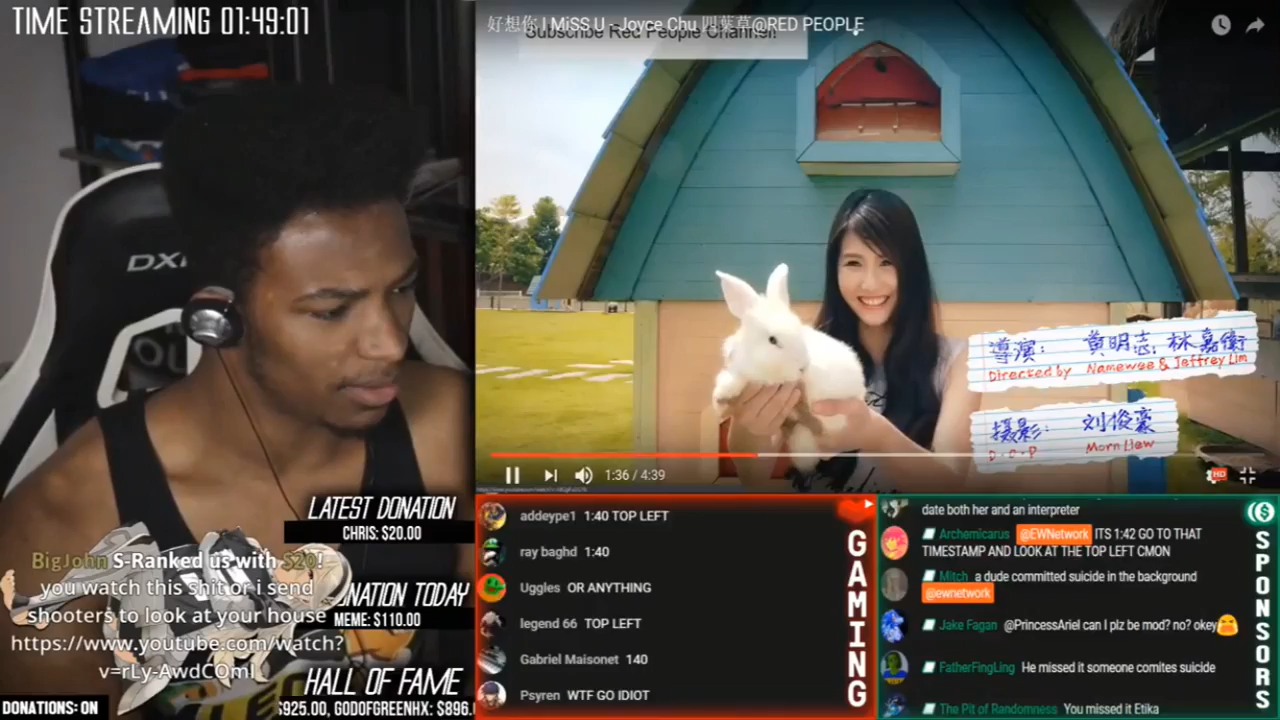 TIME STREAMING 01:49:01
DXR
LATEST DONATION
CHRIS: $20.00
BigJohn S-Ranked us with $20!
you watch this shit or i send
shooters to look at your house
https://www.youtube.com/watch?
v=rLy-AwdCOmI
DONATION TODAY
MEME: $110.00
HALL OF FAME
$925.00, GODOFGREENHX: $896.
DONATIONS: ON
好想你 I MiSS U - Joyce Chu 四葉草@RED PEOPLE
Subscribe Red People Channel!
導演: 黄明志, 林嘉衛
Directed by Namewee & Jeffrey Lim
摄影: 刘俊豪
D.O.P Morn Liew
1:36 / 4:39
HD
addeype1 1:40 TOP LEFT
ray baghd 1:40
Uggles OR ANYTHING
legend 66 TOP LEFT
Gabriel Maisonet 140
Psyren WTF GO IDIOT
GAMING
date both her and an interpreter
Archemicarus @EWNetwork ITS 1:42 GO TO THAT
TIMESTAMP AND LOOK AT THE TOP LEFT CMON
Mitch a dude committed suicide in the background
@ewnetwork
Jake Fagan @PrincessAriel can I plz be mod? no? okey
FatherFingLing He missed it someone comites suicide
The Pit of Randomness You missed it Etika
SPONSORS